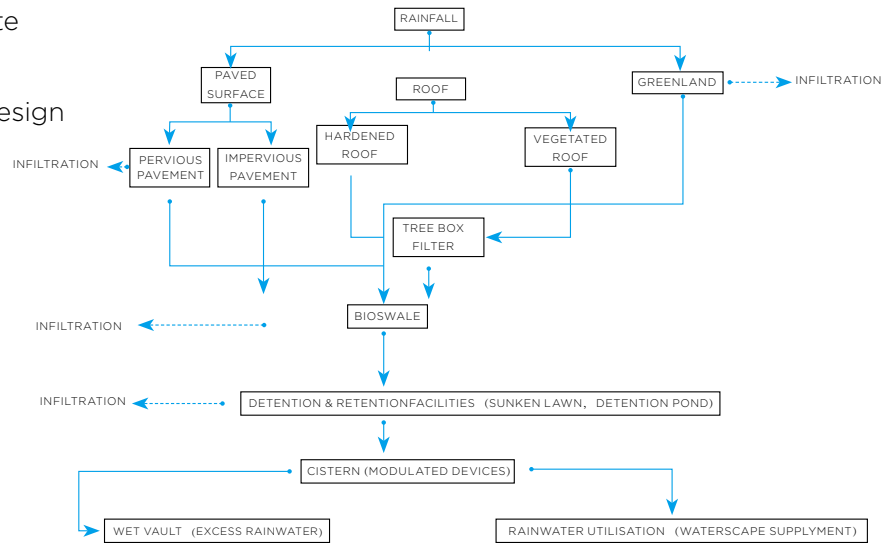 te
esign
RAINFALL
PAVED
SURFACE
ROOF
GREENLAND
INFILTRATION
HARDENED
ROOF
VEGETATED
ROOF
INFILTRATION
PERVIOUS
PAVEMENT
IMPERVIOUS
PAVEMENT
TREE BOX
FILTER
INFILTRATION
BIOSWALE
INFILTRATION
DETENTION & RETENTIONFACILITIES (SUNKEN LAWN, DETENTION POND)
CISTERN (MODULATED DEVICES)
WET VAULT (EXCESS RAINWATER)
RAINWATER UTILISATION (WATERSCAPE SUPPLYMENT)